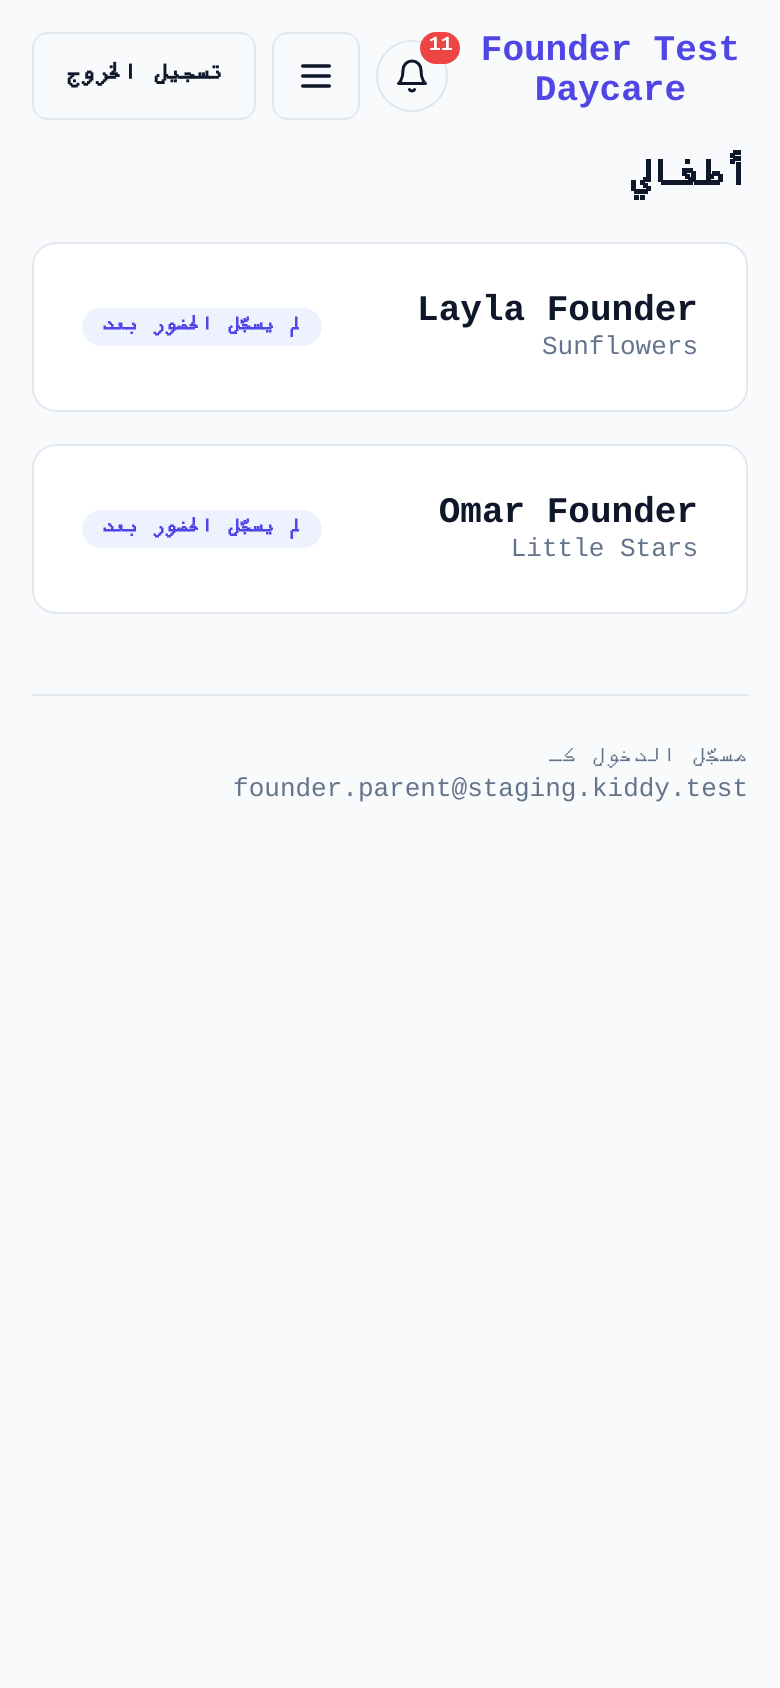 Founder Test
Daycare
11
تسجيل الخروج
أطفالي
Layla Founder
Sunflowers
لم يسجّل الحضور بعد
Omar Founder
Little Stars
لم يسجّل الحضور بعد
مسجّل الدخول كـ
founder.parent@staging.kiddy.test